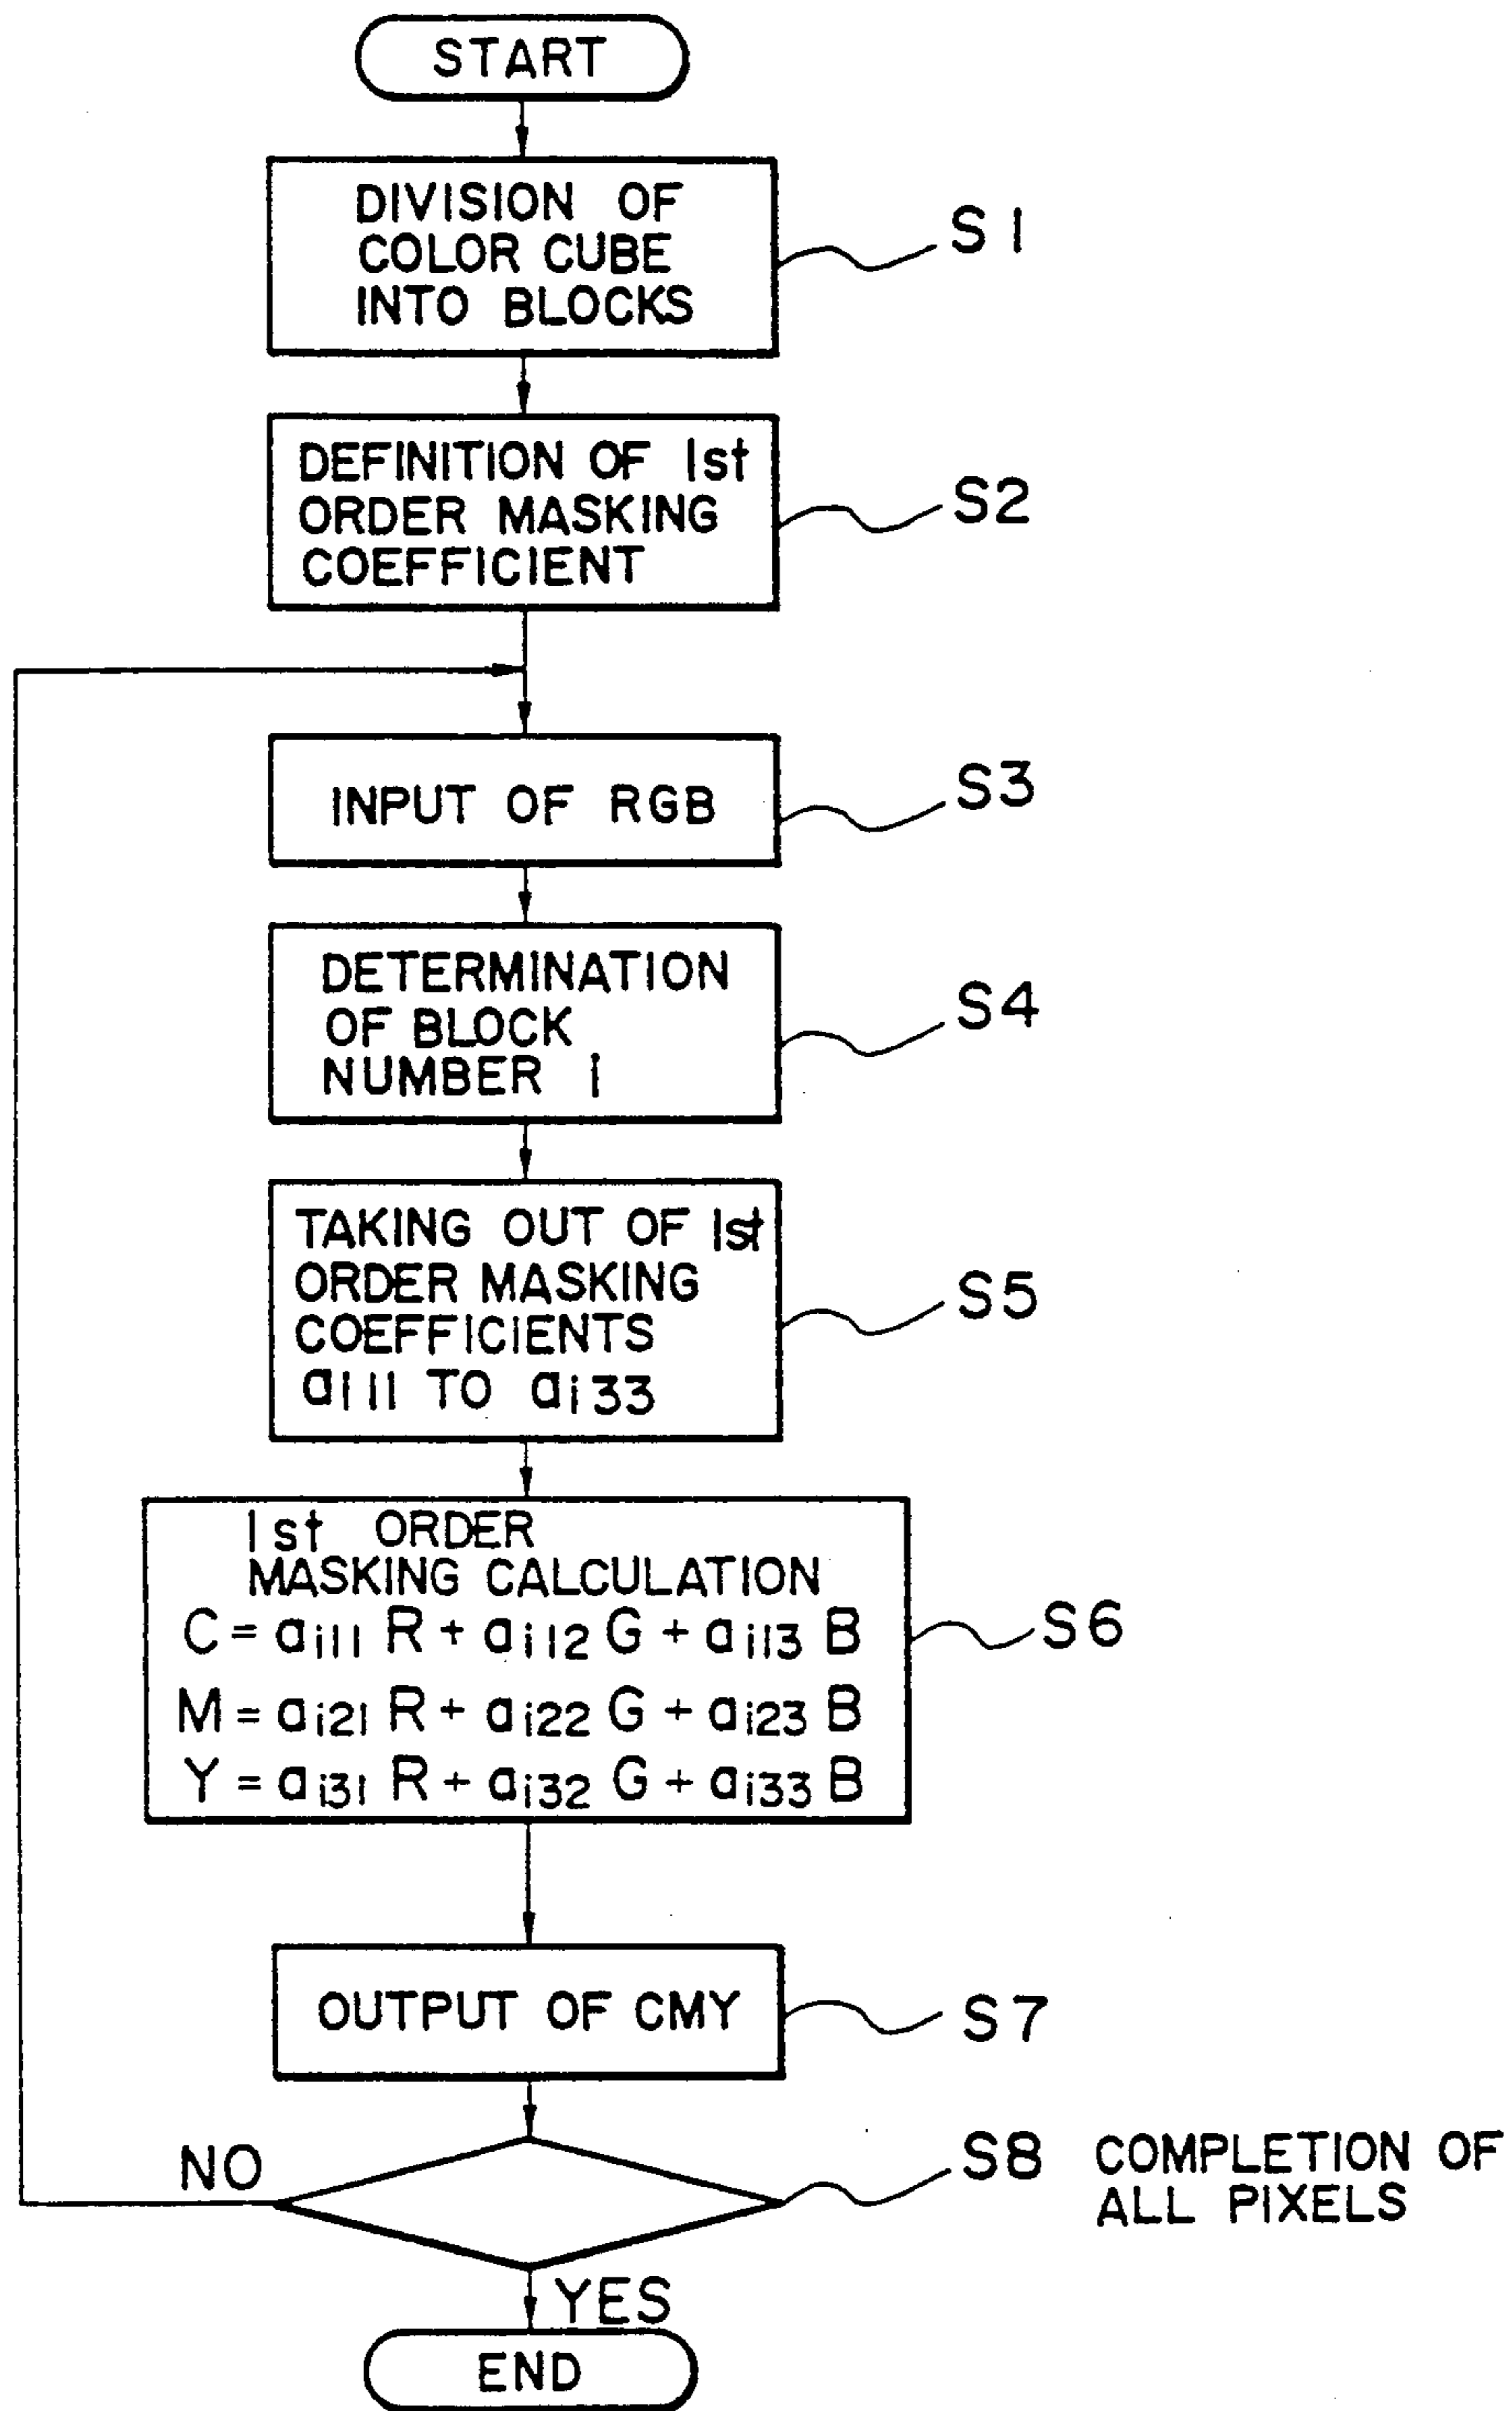 START
DIVISION OF
COLOR CUBE
INTO BLOCKS
S1
DEFINITION OF 1st
ORDER MASKING
COEFFICIENT
S2
INPUT OF RGB
S3
DETERMINATION
OF BLOCK
NUMBER i
S4
TAKING OUT OF 1st
ORDER MASKING
COEFFICIENTS
ai11 TO ai33
S5
1st ORDER
MASKING CALCULATION
C = ai11 R + ai12 G + ai13 B
M = ai21 R + ai22 G + ai23 B
Y = ai31 R + ai32 G + ai33 B
S6
OUTPUT OF CMY
S7
NO
S8 COMPLETION OF
ALL PIXELS
YES
END